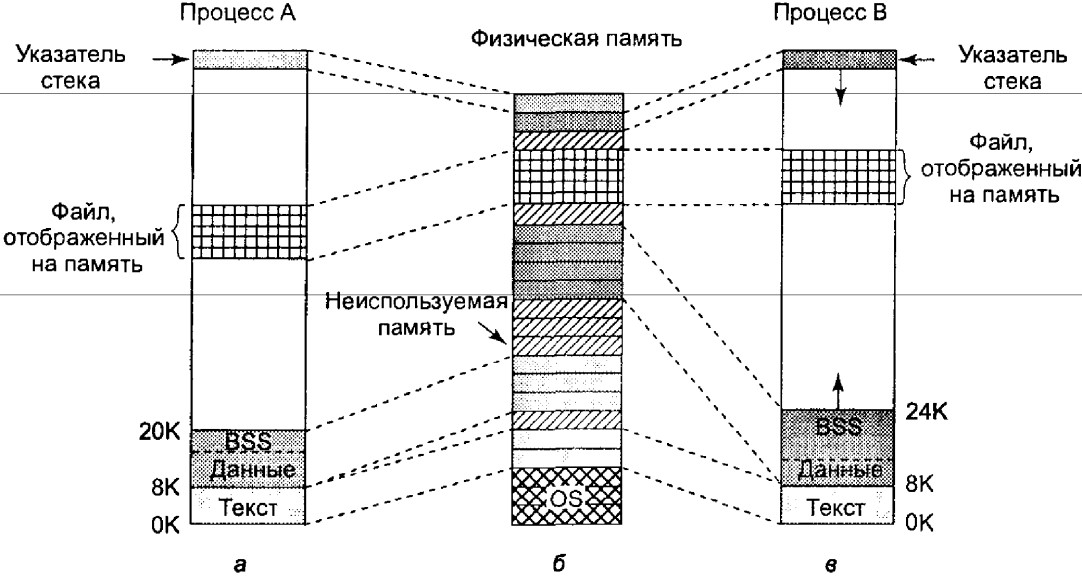 Процесс А
Физическая память
Процесс В
Указатель
стека
Указатель
стека
Файл,
отображенный
на память
Файл,
отображенный
на память
Неиспользуемая
память
20K
BSS
Данные
8K
Текст
0K
OS
24K
BSS
Данные
8K
Текст
0K
а
б
в